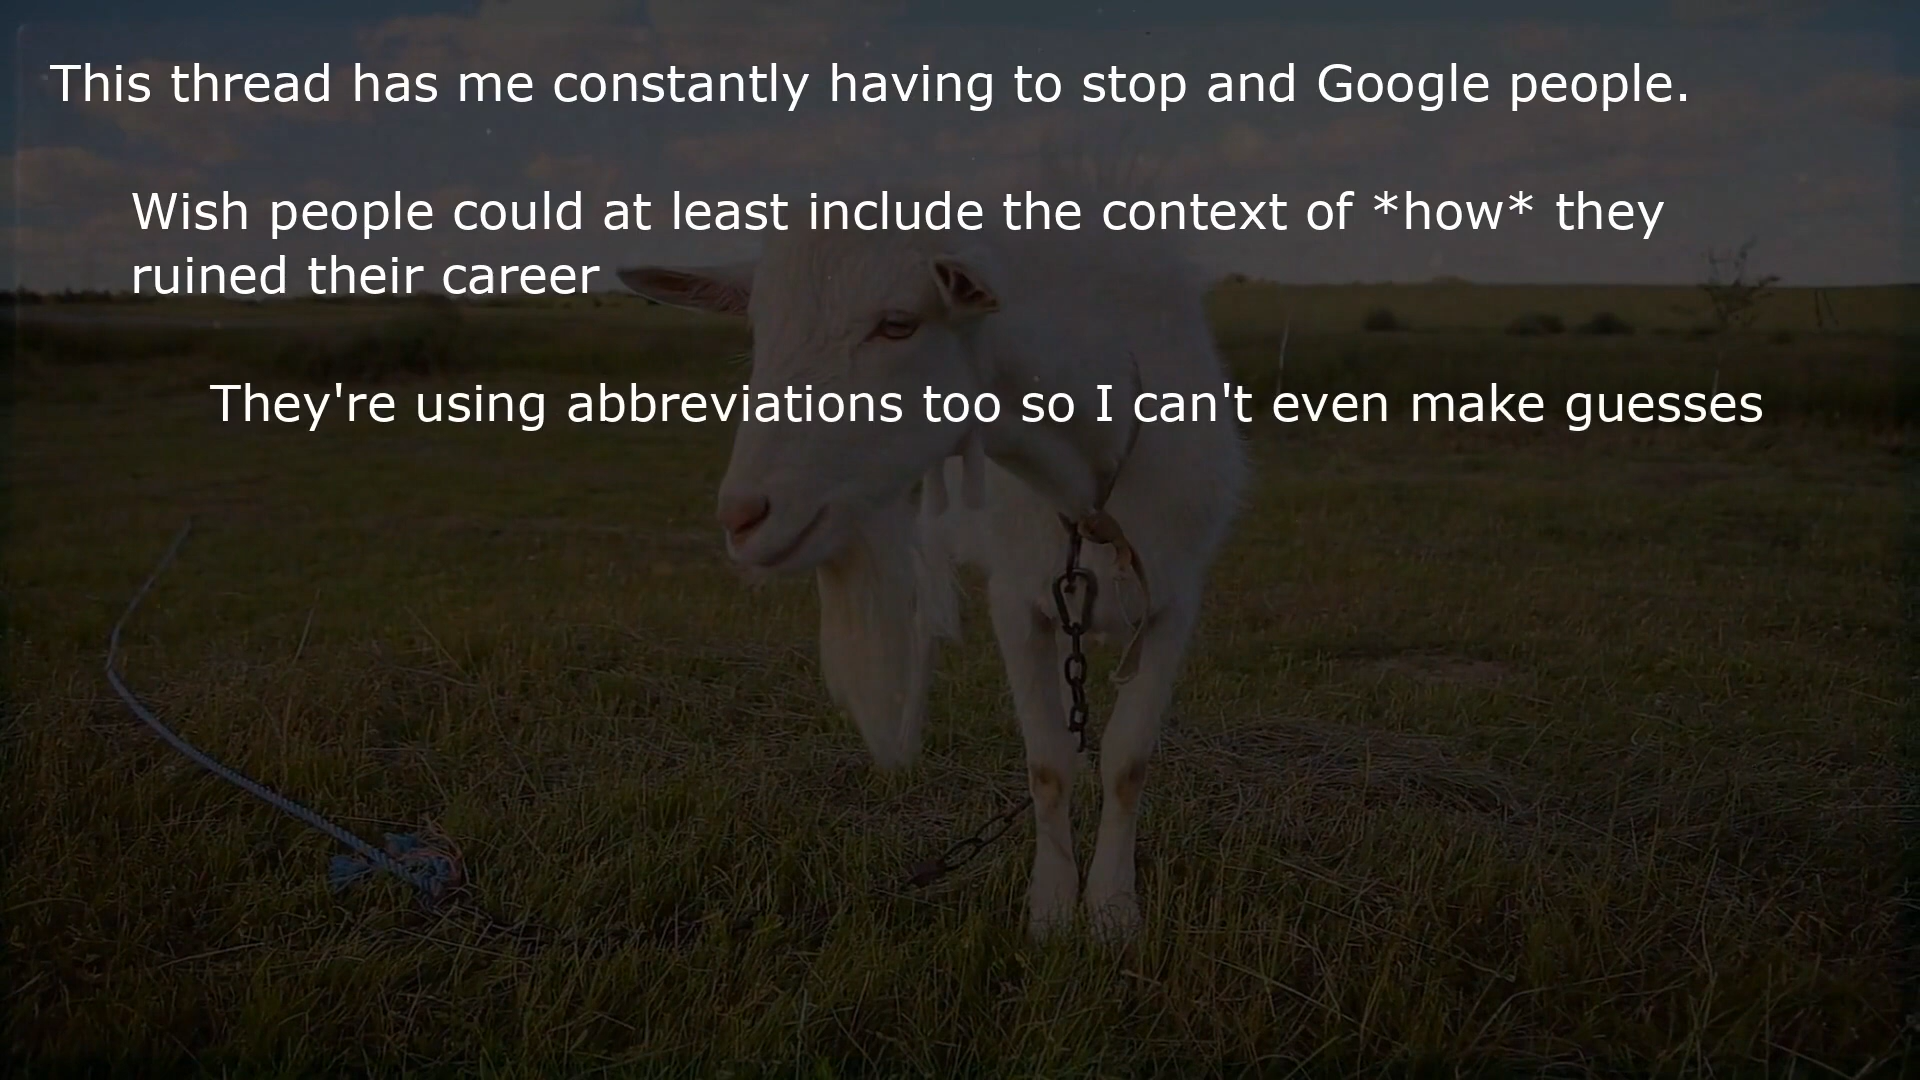 This thread has me constantly having to stop and Google people.
Wish people could at least include the context of *how* they
ruined their career
They're using abbreviations too so I can't even make guesses